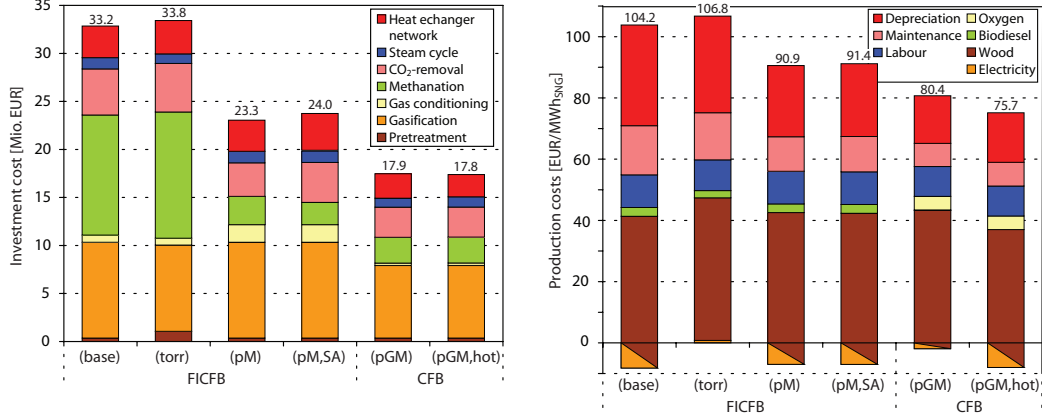 Investment cost [Mio. EUR]
35
30
25
20
15
10
5
0
33.2
33.8
23.3
24.0
17.9
17.8
Heat echanger
network
Steam cycle
CO₂-removal
Methanation
Gas conditioning
Gasification
Pretreatment
(base) (torr) (pM) (pM,SA) (pGM) (pGM,hot)
FICFB CFB
Production costs [EUR/MWhSNG]
100
80
60
40
20
0
104.2
106.8
90.9
91.4
80.4
75.7
Depreciation Oxygen
Maintenance Biodiesel
Labour Wood
Electricity
(base) (torr) (pM) (pM,SA) (pGM) (pGM,hot)
FICFB CFB